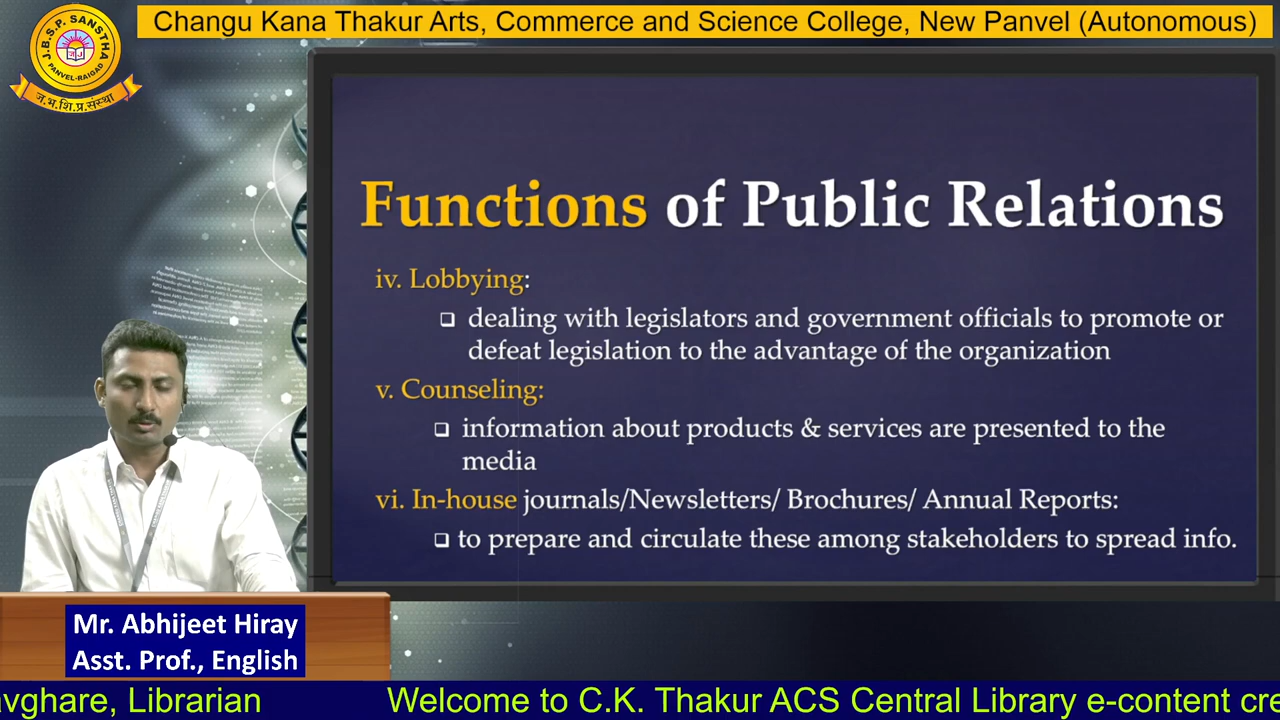 Changu Kana Thakur Arts, Commerce and Science College, New Panvel (Autonomous)
J.B.S.P. SANSTHA
PANVEL-RAIGAD
ज.भ.शि.प्र.संस्था
Functions of Public Relations
iv. Lobbying:
❑ dealing with legislators and government officials to promote or
defeat legislation to the advantage of the organization
v. Counseling:
❑ information about products & services are presented to the
media
vi. In-house journals/Newsletters/ Brochures/ Annual Reports:
❑ to prepare and circulate these among stakeholders to spread info.
Mr. Abhijeet Hiray
Asst. Prof., English
avghare, Librarian Welcome to C.K. Thakur ACS Central Library e-content cre